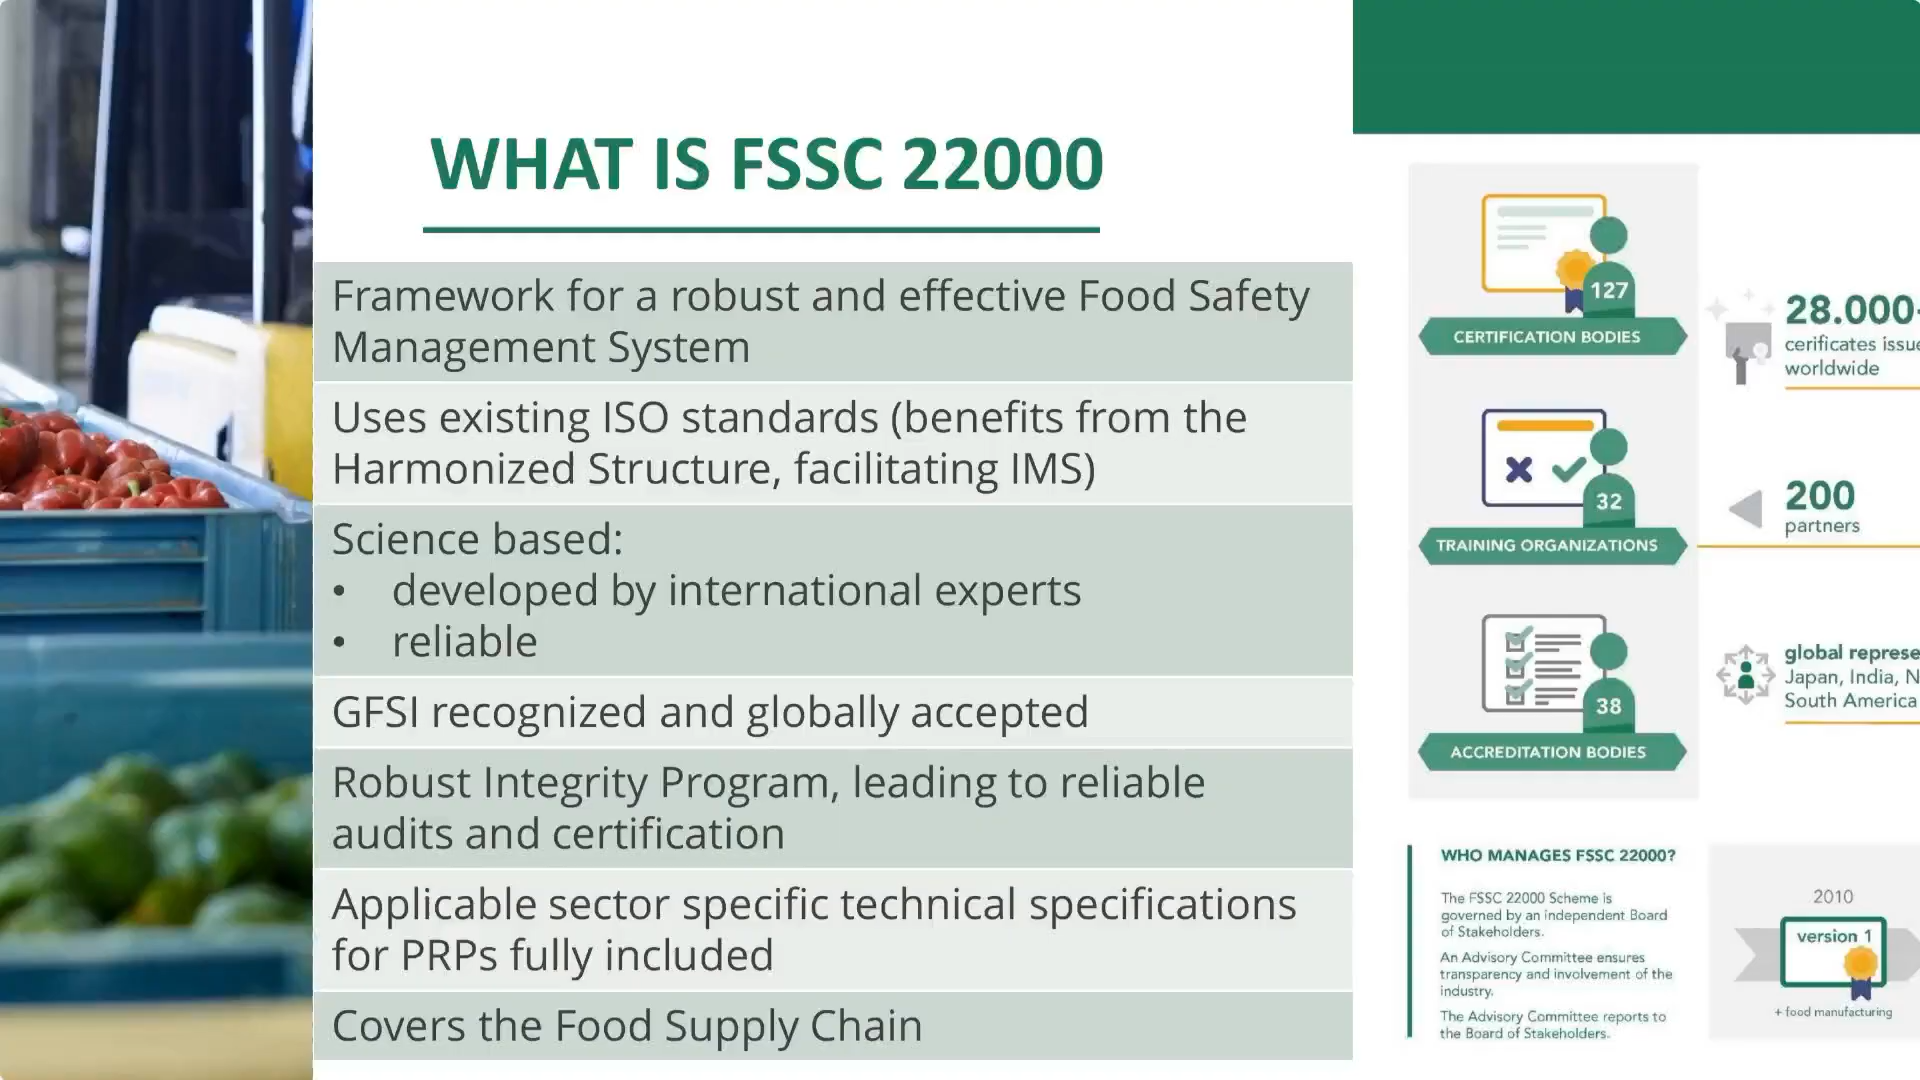 WHAT IS FSSC 22000
Framework for a robust and effective Food Safety
Management System
Uses existing ISO standards (benefits from the
Harmonized Structure, facilitating IMS)
Science based:
• developed by international experts
• reliable
GFSI recognized and globally accepted
Robust Integrity Program, leading to reliable
audits and certification
Applicable sector specific technical specifications
for PRPs fully included
Covers the Food Supply Chain
127
CERTIFICATION BODIES
32
TRAINING ORGANIZATIONS
38
ACCREDITATION BODIES
28.000
cerificates
worldwide
200
partners
global
Japan, India,
South America
WHO MANAGES FSSC 22000?
The FSSC 22000 Scheme is
governed by an independent Board
of Stakeholders.
An Advisory Committee ensures
transparency and involvement of the
industry.
The Advisory Committee reports to
the Board of Stakeholders.
2010
version 1
+ food manufacturing